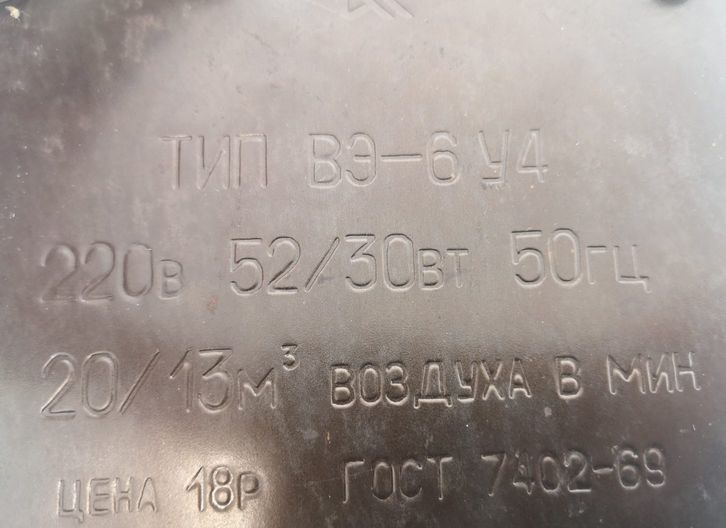 ТИП ВЭ-6 У4
220в 52/30вт 50гц
20/13м³ воздуха в мин
ЦЕНА 18Р ГОСТ 7402-69